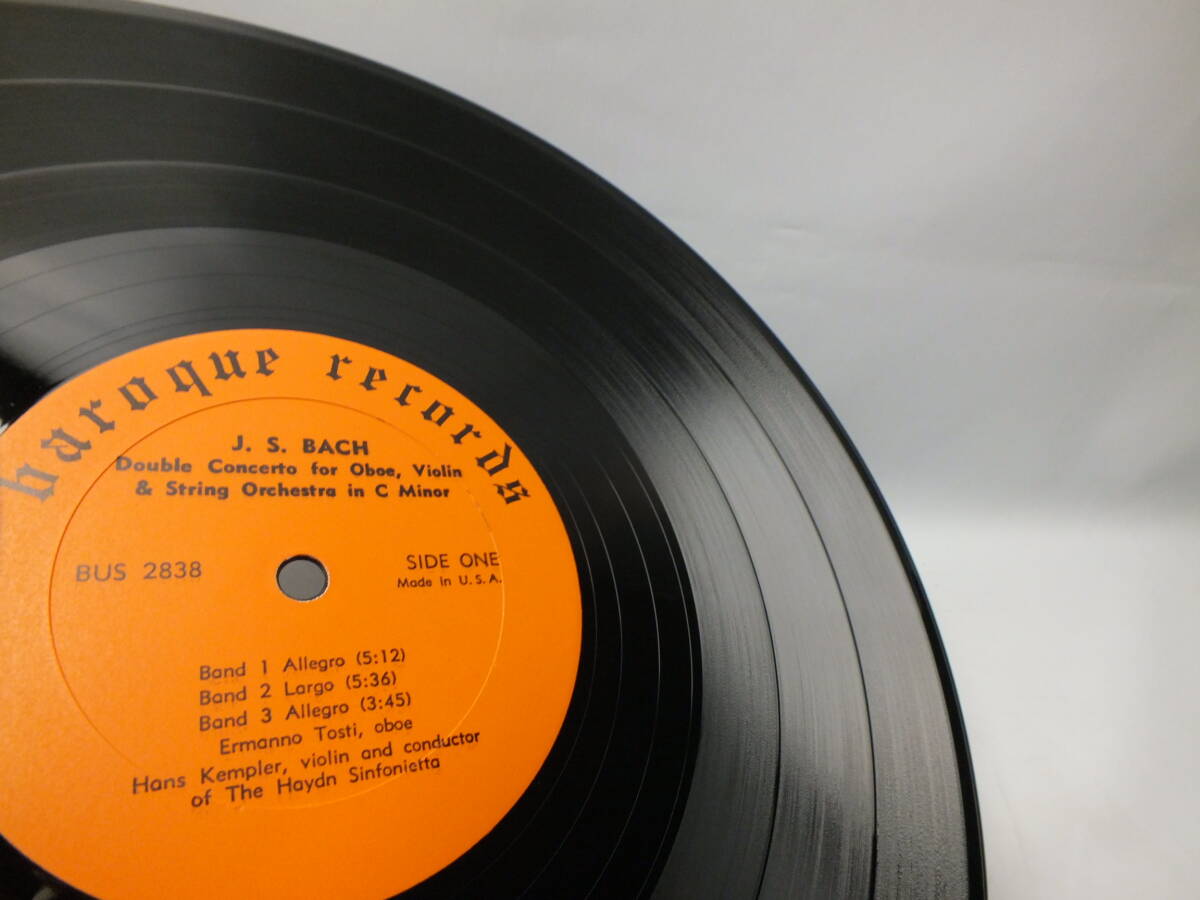 baroque records
J. S. BACH
Double Concerto for Oboe, Violin
& String Orchestra in C Minor
BUS 2838
SIDE ONE
Made in U. S. A.
Band 1 Allegro (5:12)
Band 2 Largo (5:36)
Band 3 Allegro (3:45)
Ermanno Tosti, oboe
Hans Kempler, violin and conductor
of The Haydn Sinfonietta